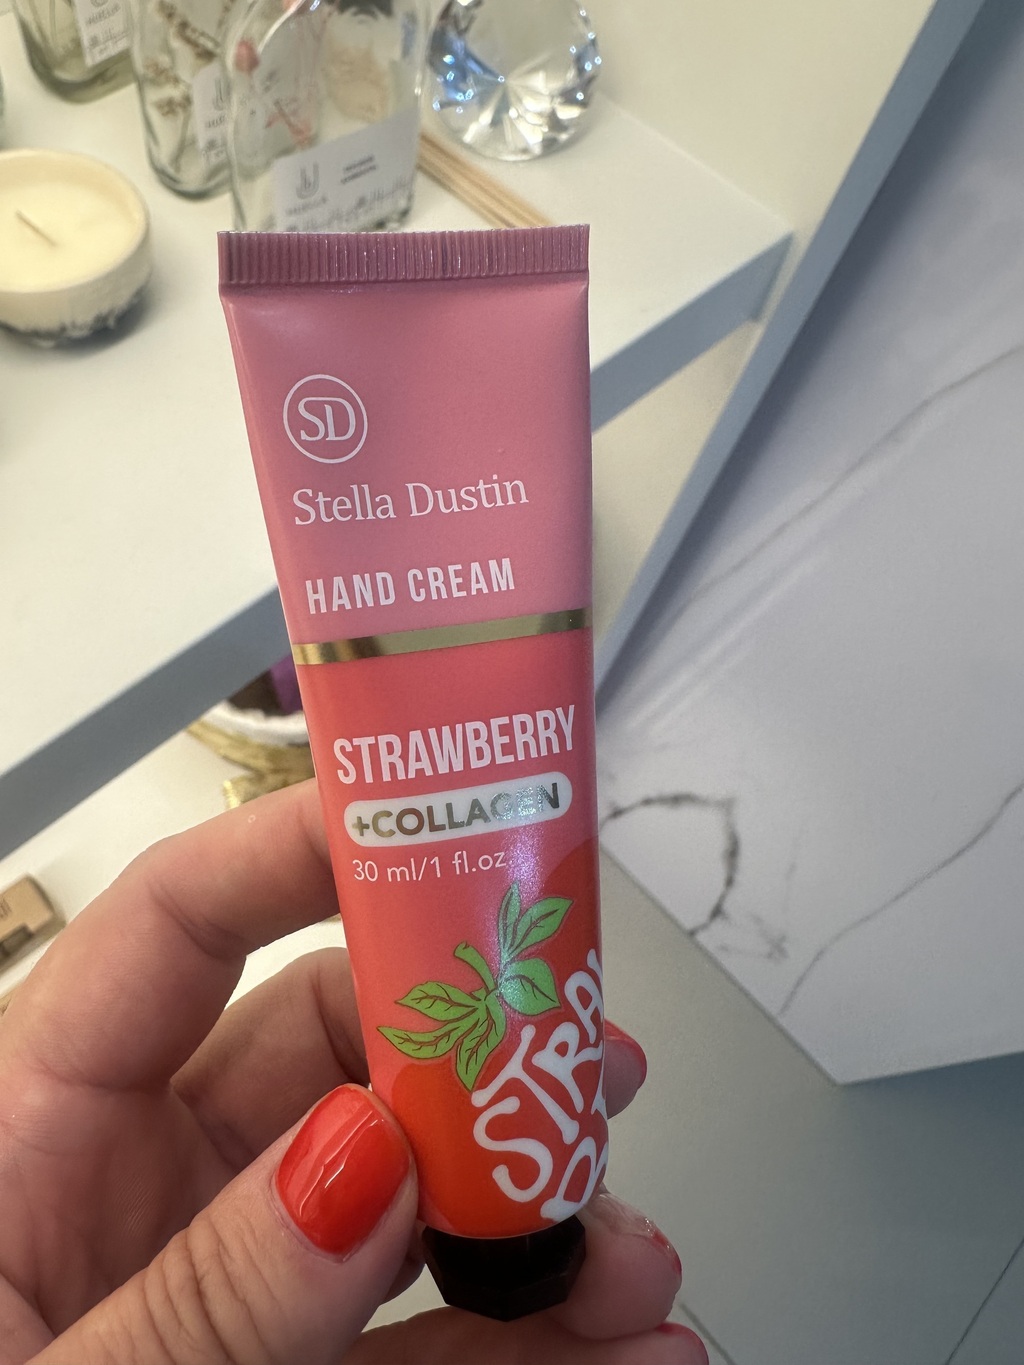 SD
Stella Dustin
HAND CREAM
STRAWBERRY
+COLLAGEN
30 ml/1 fl.oz.